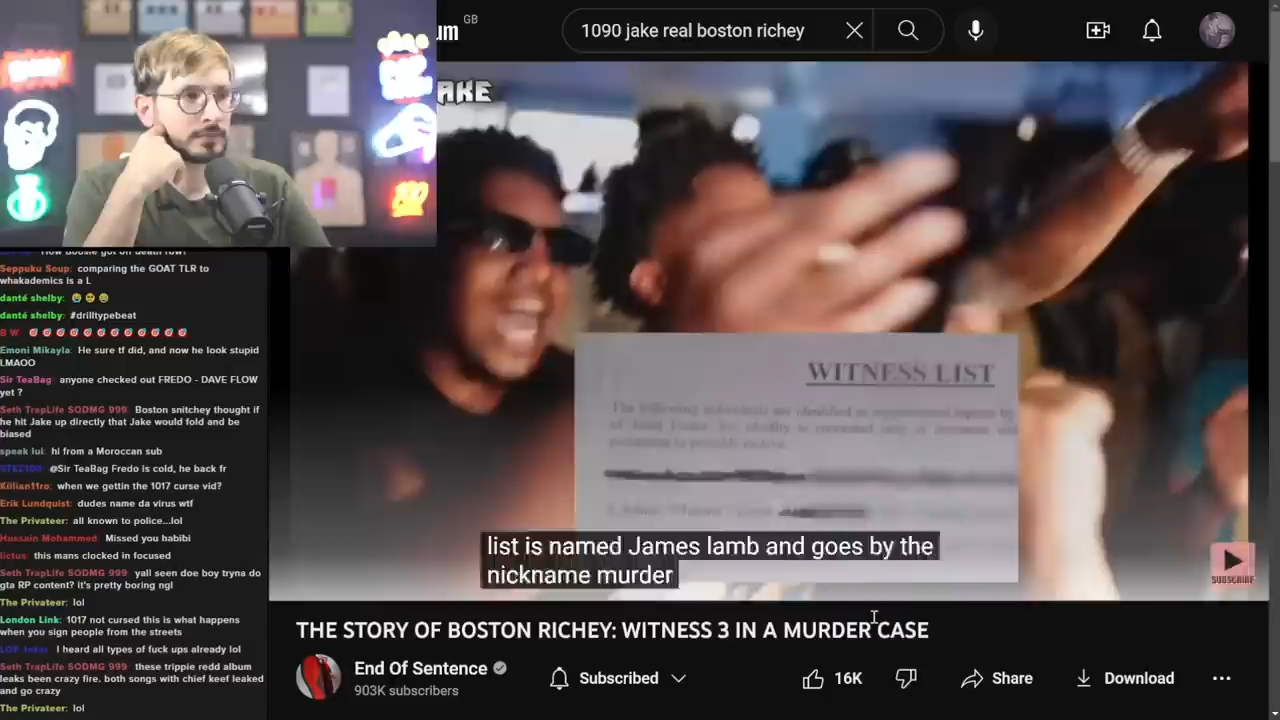 um GB
1090 jake real boston richey
AKE
Seppuku Soup: comparing the GOAT TLR to
whakademics is a L
danté shelby: 😭 🥺 😂
danté shelby: #drilltypebeat
B W
Emoni Mikayla: He sure tf did, and now he look stupid
LMAOO
Sir TeaBag: anyone checked out FREDO - DAVE FLOW
yet ?
Seth TrapLife SODMG 999: Boston snitchey thought if
he hit Jake up directly that Jake would fold and be
biased
speak lul: hi from a Moroccan sub
@Sir TeaBag Fredo is cold, he back fr
Killian11ro: when we gettin the 1017 curse vid?
Erik Lundquist: dudes name da virus wtf
The Privateer: all known to police...lol
Hussain Mohammed: Missed you habibi
lictus: this mans clocked in focused
Seth TrapLife SODMG 999 yall seen doe boy tryna do
gta RP content? it's pretty boring ngl
The Privateer: lol
London Link: 1017 not cursed this is what happens
when you sign people from the streets
I heard all types of fuck ups already lol
Seth TrapLife SODMG 999 these trippie redd album
leaks been crazy fire. both songs with chief keef leaked
and go crazy
The Privateer: lol
WITNESS LIST
list is named James lamb and goes by the
nickname murder
SUBSCRIBE
THE STORY OF BOSTON RICHEY: WITNESS 3 IN A MURDER CASE
End Of Sentence
903K subscribers
Subscribed
16K
Share
Download